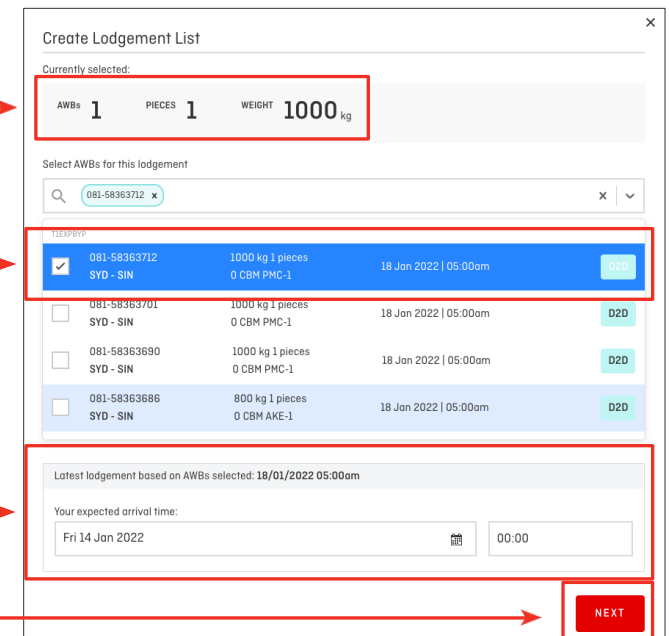 ×
Create Lodgement List
Currently selected:
AWBs 1 PIECES 1 WEIGHT 1000 kg
Select AWBs for this lodgement
081-58363712 x x
T1EXPBYP
081-58363712 1000 kg 1 pieces
SYD - SIN 0 CBM PMC-1 18 Jan 2022 | 05:00am D2D
081-58363701 1000 kg 1 pieces
SYD - SIN 0 CBM PMC-1 18 Jan 2022 | 05:00am D2D
081-58363690 1000 kg 1 pieces
SYD - SIN 0 CBM PMC-1 18 Jan 2022 | 05:00am D2D
081-58363686 800 kg 1 pieces
SYD - SIN 0 CBM AKE-1 18 Jan 2022 | 05:00am D2D
Latest lodgement based on AWBs selected: 18/01/2022 05:00am
Your expected arrival time:
Fri 14 Jan 2022 00:00
NEXT